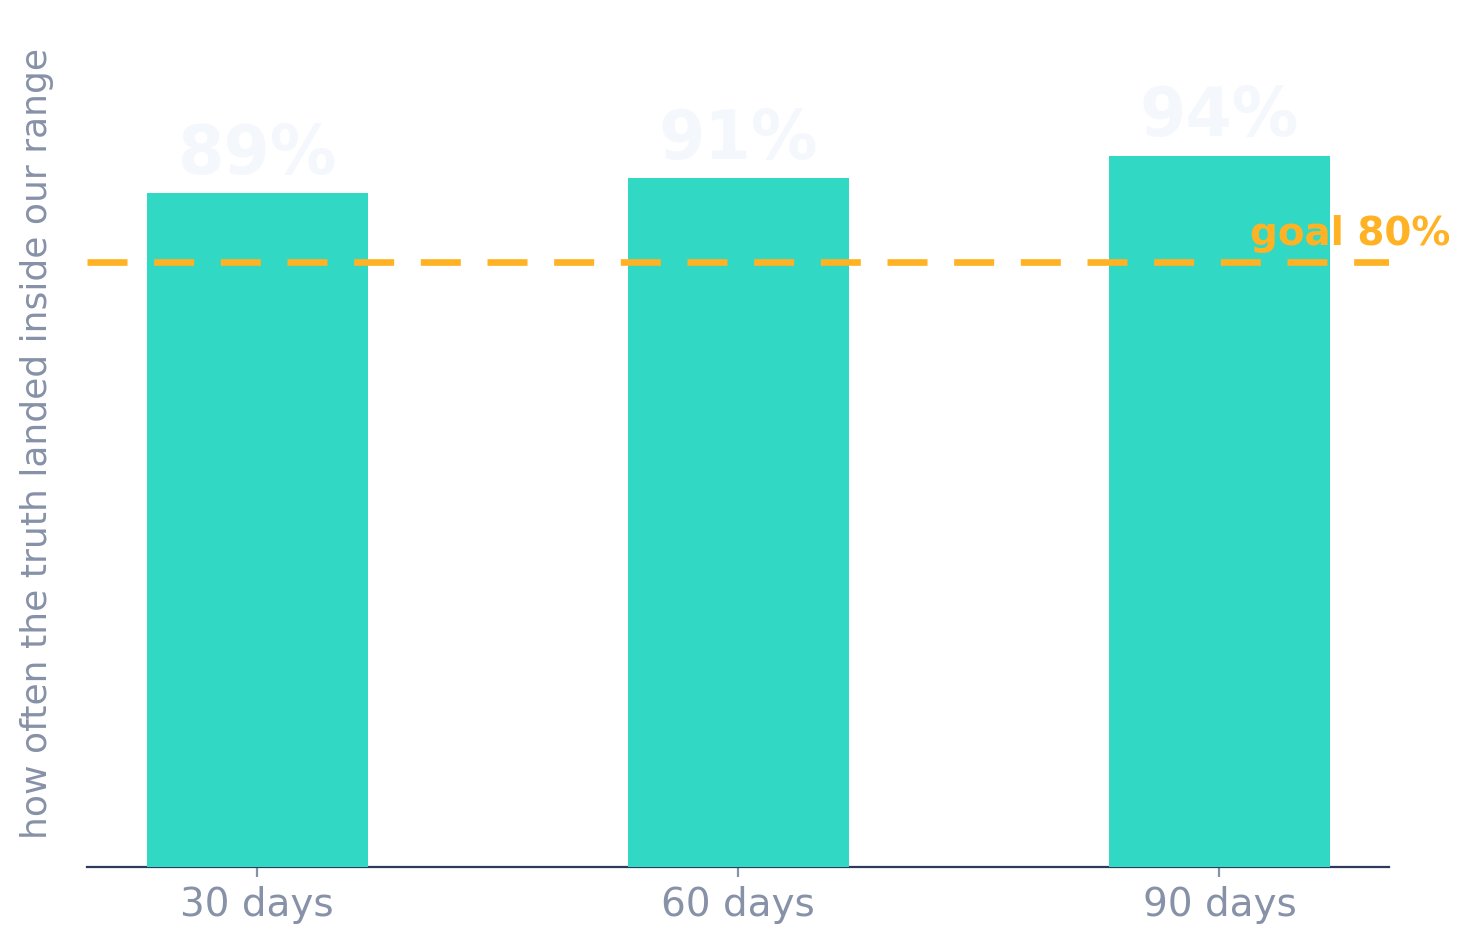 how often the truth landed inside our range
89%
91%
94%
goal 80%
30 days
60 days
90 days